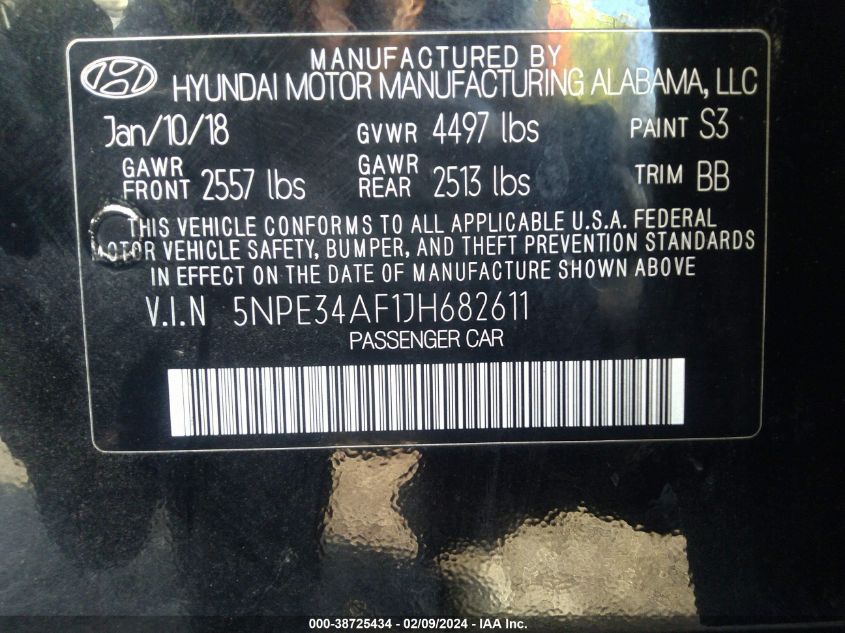 MANUFACTURED BY
HYUNDAI MOTOR MANUFACTURING ALABAMA, LLC
Jan/10/18 GVWR 4497 lbs PAINT S3
GAWR FRONT 2557 lbs GAWR REAR 2513 lbs TRIM BB
THIS VEHICLE CONFORMS TO ALL APPLICABLE U.S.A. FEDERAL
MOTOR VEHICLE SAFETY, BUMPER, AND THEFT PREVENTION STANDARDS
IN EFFECT ON THE DATE OF MANUFACTURE SHOWN ABOVE
V.I.N 5NPE34AF1JH682611
PASSENGER CAR
000-38725434 - 02/09/2024 - IAA Inc.